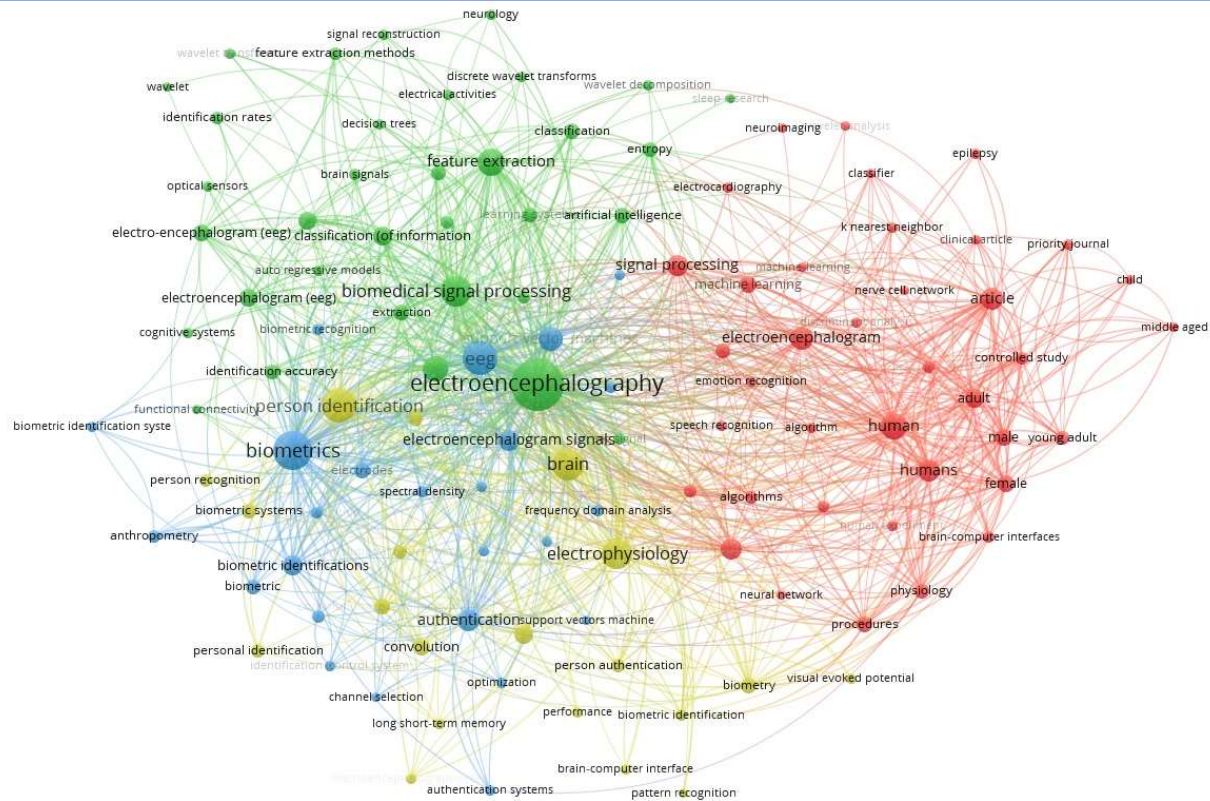 neurology
signal reconstruction
feature extraction methods
discrete wavelet transforms
wavelet
wavelet decomposition
electrical activities
sleep research
identification rates
decision trees
classification
neuroimaging
entropy
epilepsy
feature extraction
brain signals
classifier
optical sensors
electrocardiography
artificial intelligence
k nearest neighbor
electro-encephalogram (eeg)
classification (of information
clinical article
priority journal
signal processing
machine learning
auto regressive models
child
machine learning
biomedical signal processing
nerve cell network
electroencephalogram (eeg)
article
extraction
middle aged
biometric recognition
cognitive systems
electroencephalogram
eeg
controlled study
identification accuracy
electroencephalography
emotion recognition
adult
person identification
functional connectivity
biometric identification syste
speech recognition
algorithm
human
electroencephalogram signals
male
young adult
biometrics
brain
electrodes
humans
person recognition
female
spectral density
algorithms
biometric systems
frequency domain analysis
anthropometry
brain-computer interfaces
electrophysiology
biometric identifications
biometric
physiology
neural network
authentication
support vectors machine
procedures
convolution
personal identification
identification control system
person authentication
visual evoked potential
optimization
biometry
channel selection
performance
biometric identification
long short-term memory
brain-computer interface
authentication systems
pattern recognition